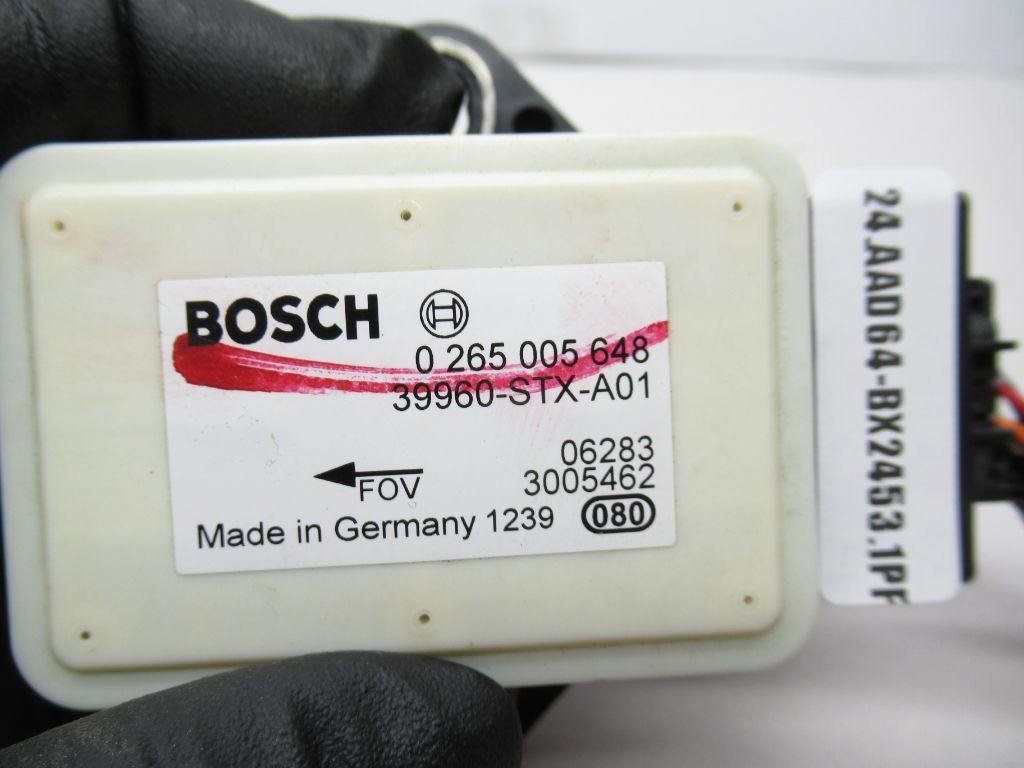 BOSCH
0 265 005 648
39960-STX-A01
06283
3005462
FOV
Made in Germany 1239 080
24.AAD64-BX2453.1PF